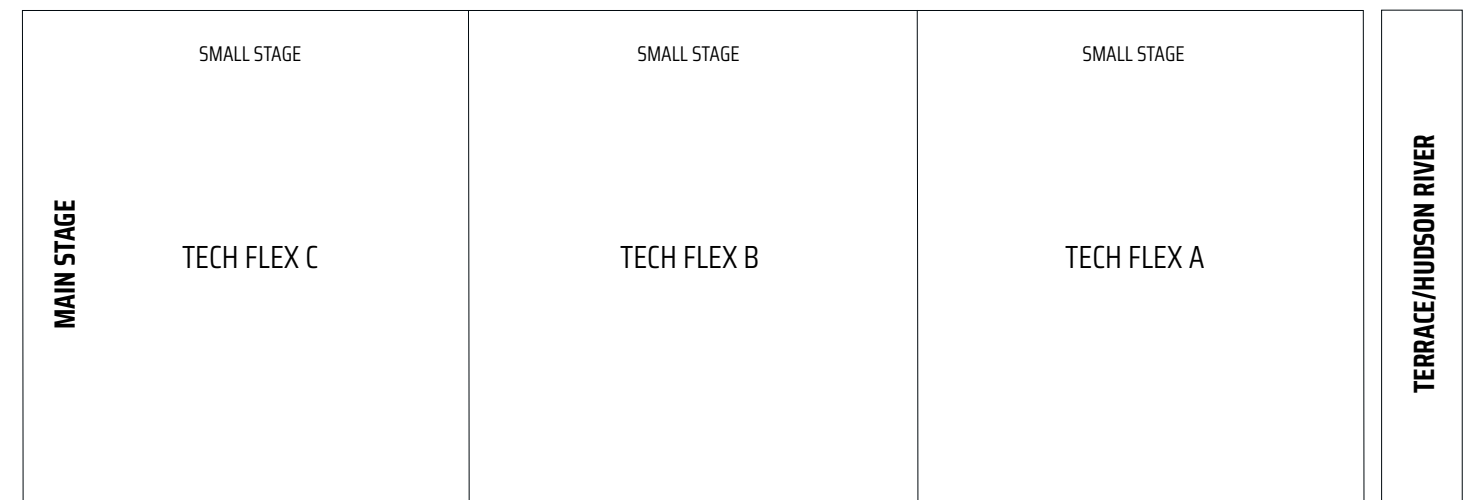 SMALL STAGE
SMALL STAGE
SMALL STAGE
MAIN STAGE
TECH FLEX C
TECH FLEX B
TECH FLEX A
TERRACE/HUDSON RIVER